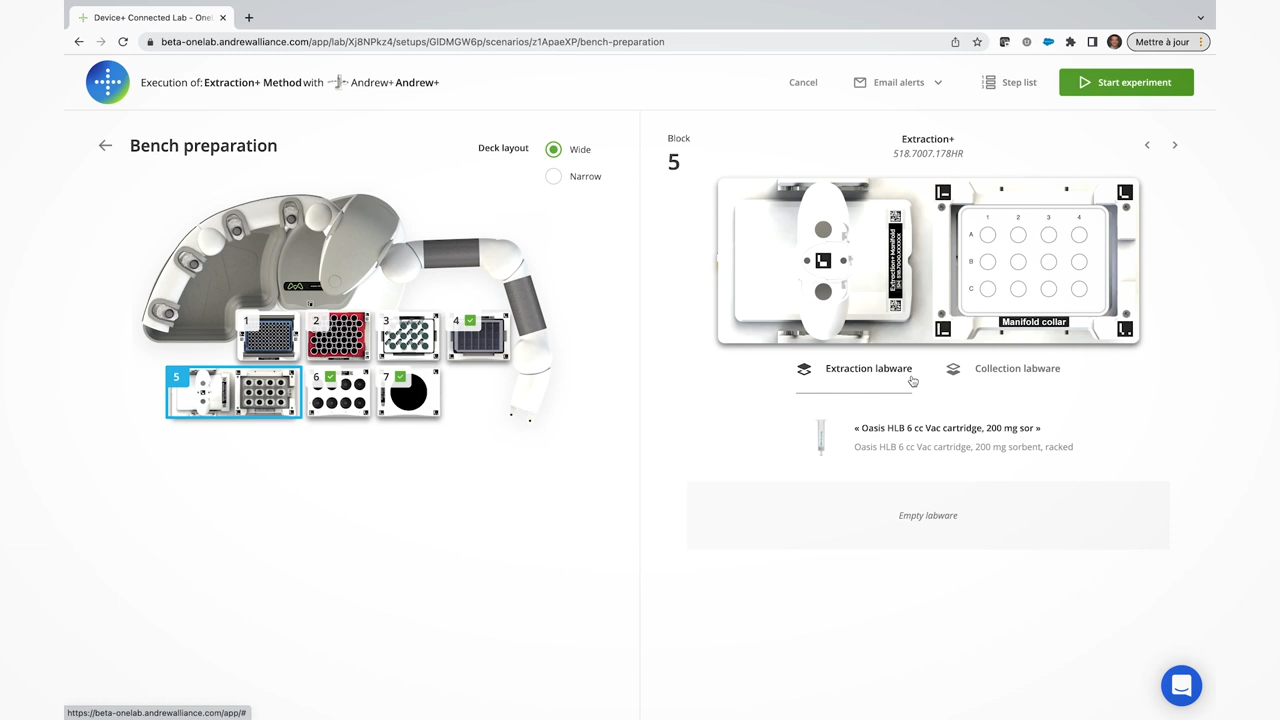 Device+ Connected Lab - Onel
beta-onelab.andrewalliance.com/app/lab/Xj8NPkz4/setups/GlDMGW6p/scenarios/z1ApaeXP/bench-preparation
Mettre à jour
Execution of: Extraction+ Method with Andrew+ Andrew+
Cancel
Email alerts
Step list
Start experiment
Bench preparation
Deck layout
Wide
Narrow
1
2
3
4
5
6
7
Block
5
Extraction+
518.7007.178HR
Extraction+ Manifold
1 2 3 4
A
B
C
Manifold collar
Extraction labware
Collection labware
« Oasis HLB 6 cc Vac cartridge, 200 mg sor »
Oasis HLB 6 cc Vac cartridge, 200 mg sorbent, racked
Empty labware
https://beta-onelab.andrewalliance.com/app/#